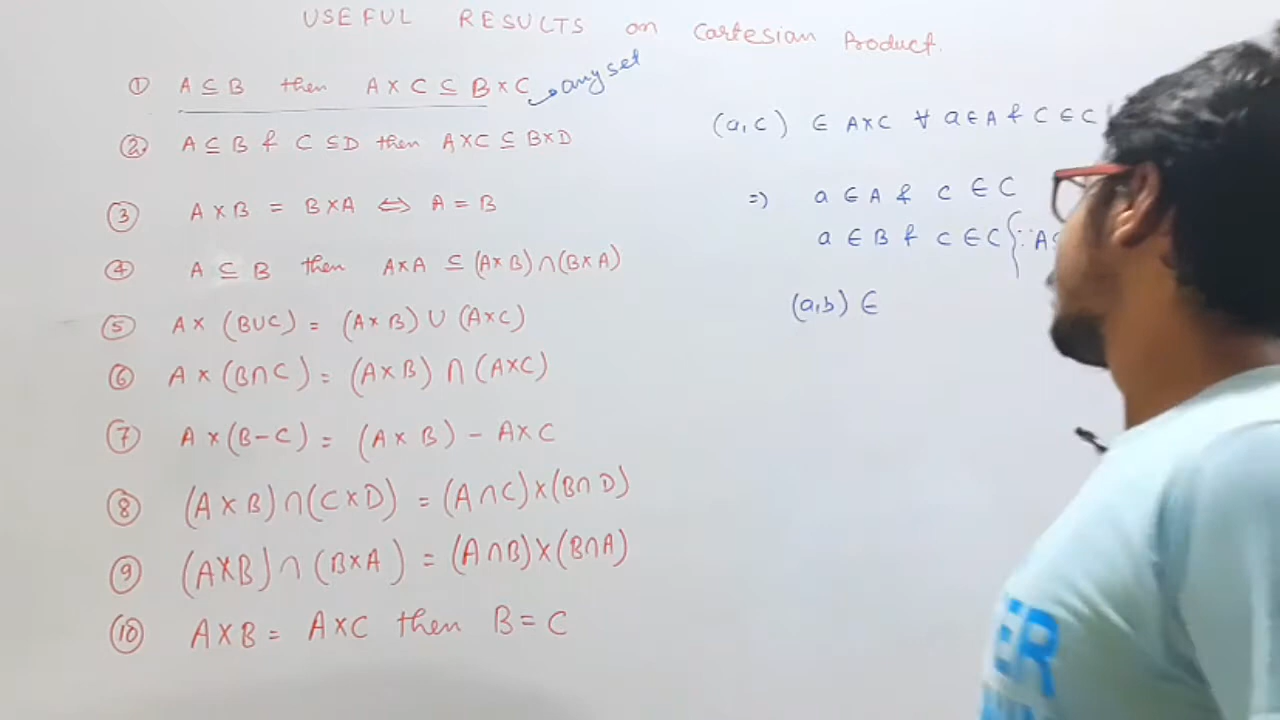 USEFUL RESULTS on Cartesian Product.
① A ⊆ B then A × C ⊆ B × C any set
②. A ⊆ B & C ⊆ D then A×C ⊆ B×D
③ A × B = B×A ⇔ A = B
④ A ⊆ B then A×A ⊆ (A×B)∩(B×A)
⑤ A × (B∪C) = (A×B) ∪ (A×C)
⑥ A × (B∩C) = (A×B) ∩ (A×C)
⑦ A ×(B-C) = (A × B) - A×C
⑧ (A × B)∩(C×D) = (A∩C)×(B∩D)
⑨ (A×B)∩(B×A) = (A∩B)×(B∩A)
⑩ A×B = A×C then B = C
(a,c) ∈ A×C ∀ a∈A & C ∈ C
=) a ∈ A & c ∈ C
a ∈ B & c ∈ C {∵ A
(a,b) ∈
ER